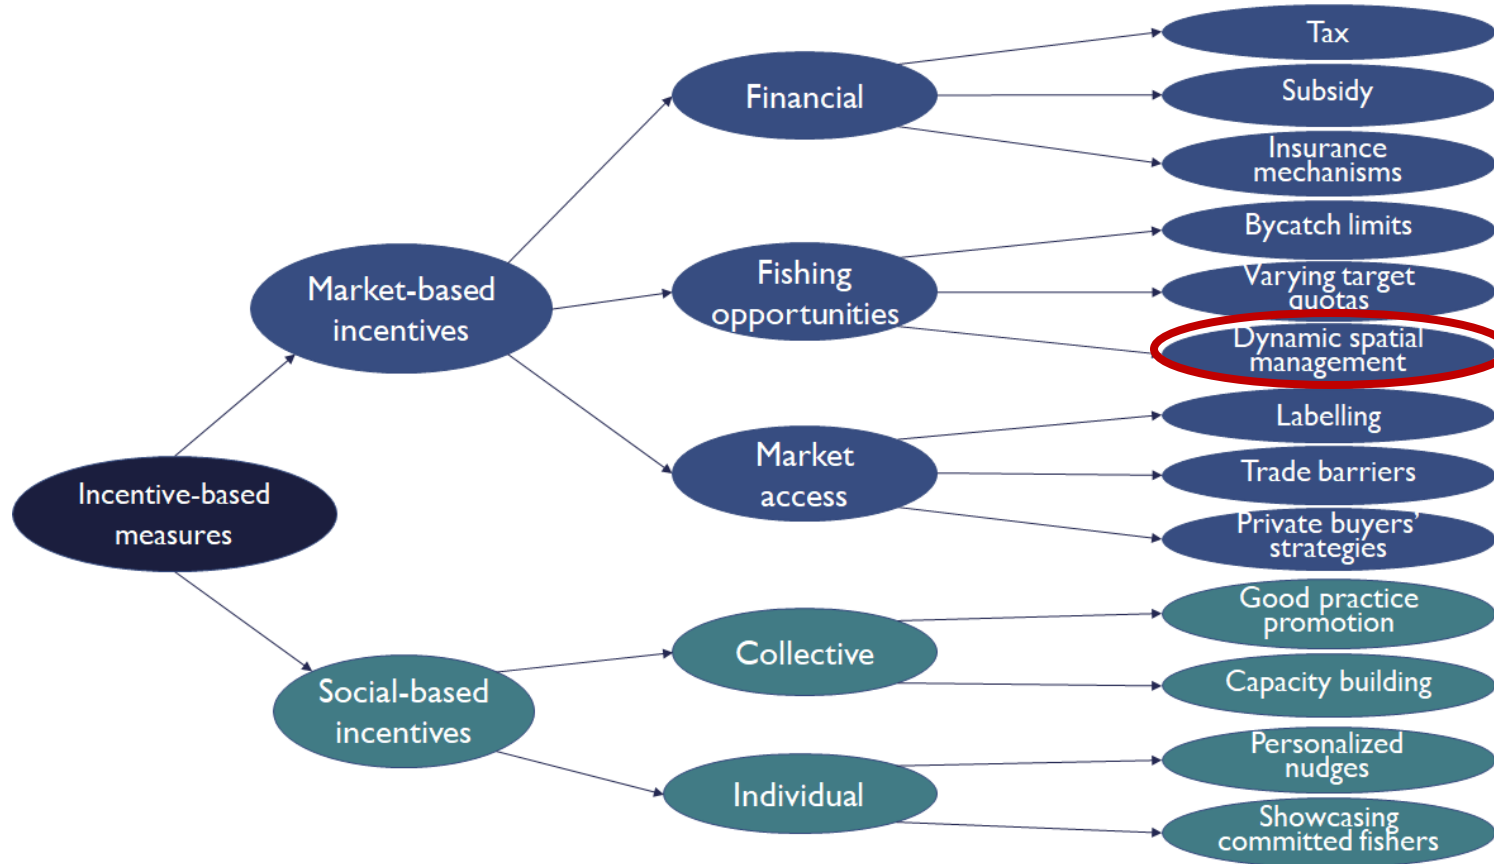 Tax
Financial
Subsidy
Insurance
mechanisms
Bycatch limits
Market-based
incentives
Fishing
opportunities
Varying target
quotas
Dynamic spatial
management
Labelling
Market
access
Trade barriers
Incentive-based
measures
Private buyers’
strategies
Good practice
promotion
Collective
Capacity building
Social-based
incentives
Personalized
nudges
Individual
Showcasing
committed fishers